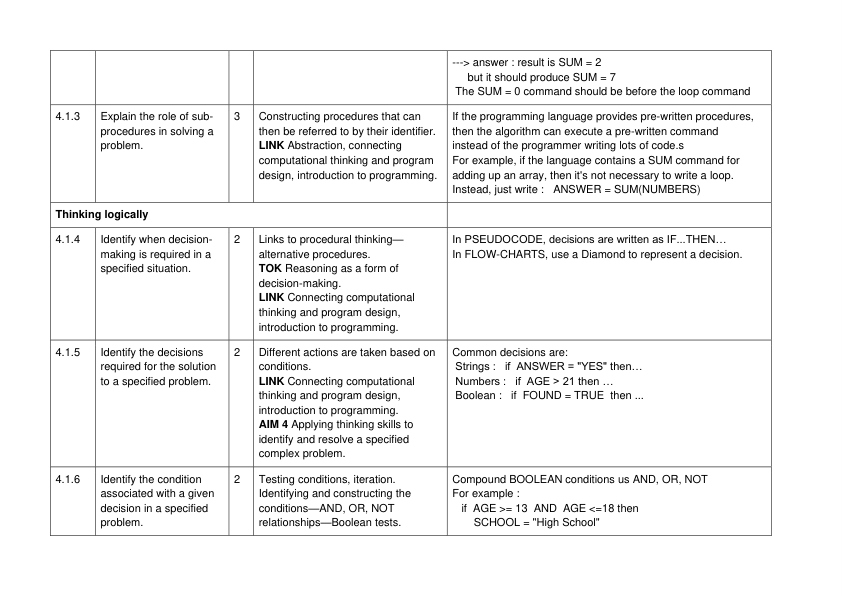 ---> answer : result is SUM = 2
but it should produce SUM = 7
The SUM = 0 command should be before the loop command
4.1.3
Explain the role of sub-
procedures in solving a
problem.
3
Constructing procedures that can
then be referred to by their identifier.
LINK Abstraction, connecting
computational thinking and program
design, introduction to programming.
If the programming language provides pre-written procedures,
then the algorithm can execute a pre-written command
instead of the programmer writing lots of code.s
For example, if the language contains a SUM command for
adding up an array, then it's not necessary to write a loop.
Instead, just write :   ANSWER = SUM(NUMBERS)
Thinking logically
4.1.4
Identify when decision-
making is required in a
specified situation.
2
Links to procedural thinking—
alternative procedures.
TOK Reasoning as a form of
decision-making.
LINK Connecting computational
thinking and program design,
introduction to programming.
In PSEUDOCODE, decisions are written as IF...THEN…
In FLOW-CHARTS, use a Diamond to represent a decision.
4.1.5
Identify the decisions
required for the solution
to a specified problem.
2
Different actions are taken based on
conditions.
LINK Connecting computational
thinking and program design,
introduction to programming.
AIM 4 Applying thinking skills to
identify and resolve a specified
complex problem.
Common decisions are:
Strings :   if  ANSWER = "YES" then…
Numbers :   if  AGE > 21 then …
Boolean :   if  FOUND = TRUE  then ...
4.1.6
Identify the condition
associated with a given
decision in a specified
problem.
2
Testing conditions, iteration.
Identifying and constructing the
conditions—AND, OR, NOT
relationships—Boolean tests.
Compound BOOLEAN conditions us AND, OR, NOT
For example :
if  AGE >= 13  AND  AGE <=18 then
SCHOOL = "High School"